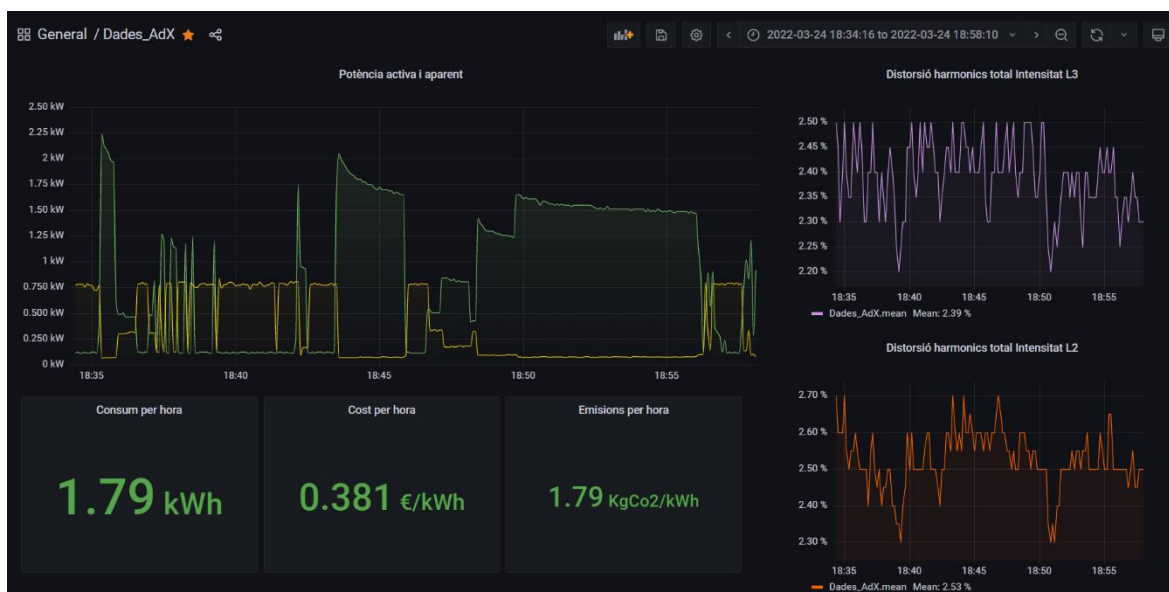 General / Dades_AdX
2022-03-24 18:34:16 to 2022-03-24 18:58:10
Potència activa i aparent
2.50 kW
2.25 kW
2 kW
1.75 kW
1.50 kW
1.25 kW
1 kW
0.750 kW
0.500 kW
0.250 kW
0 kW
18:35 18:40 18:45 18:50 18:55
Consum per hora
1.79 kWh
Cost per hora
0.381 €/kWh
Emisions per hora
1.79 KgCo2/kWh
Distorsió harmonics total Intensitat L3
2.50 %
2.45 %
2.40 %
2.35 %
2.30 %
2.25 %
2.20 %
18:35 18:40 18:45 18:50 18:55
Dades_AdX.mean Mean: 2.39 %
Distorsió harmonics total Intensitat L2
2.70 %
2.60 %
2.50 %
2.40 %
2.30 %
18:35 18:40 18:45 18:50 18:55
Dades_AdX.mean Mean: 2.53 %